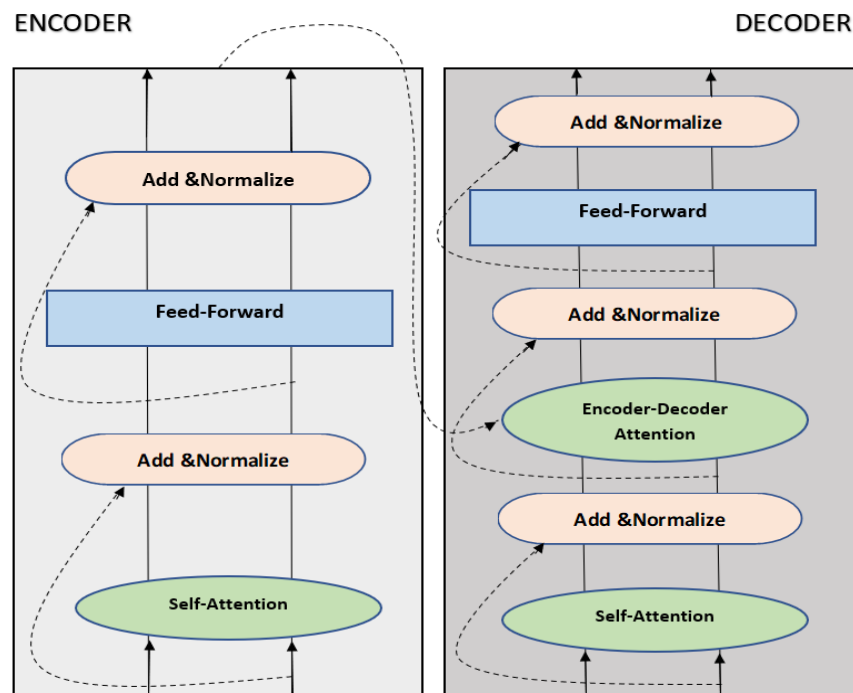 ENCODER
Add &Normalize
Feed-Forward
Add &Normalize
Self-Attention
DECODER
Add &Normalize
Feed-Forward
Add &Normalize
Encoder-Decoder
Attention
Add &Normalize
Self-Attention